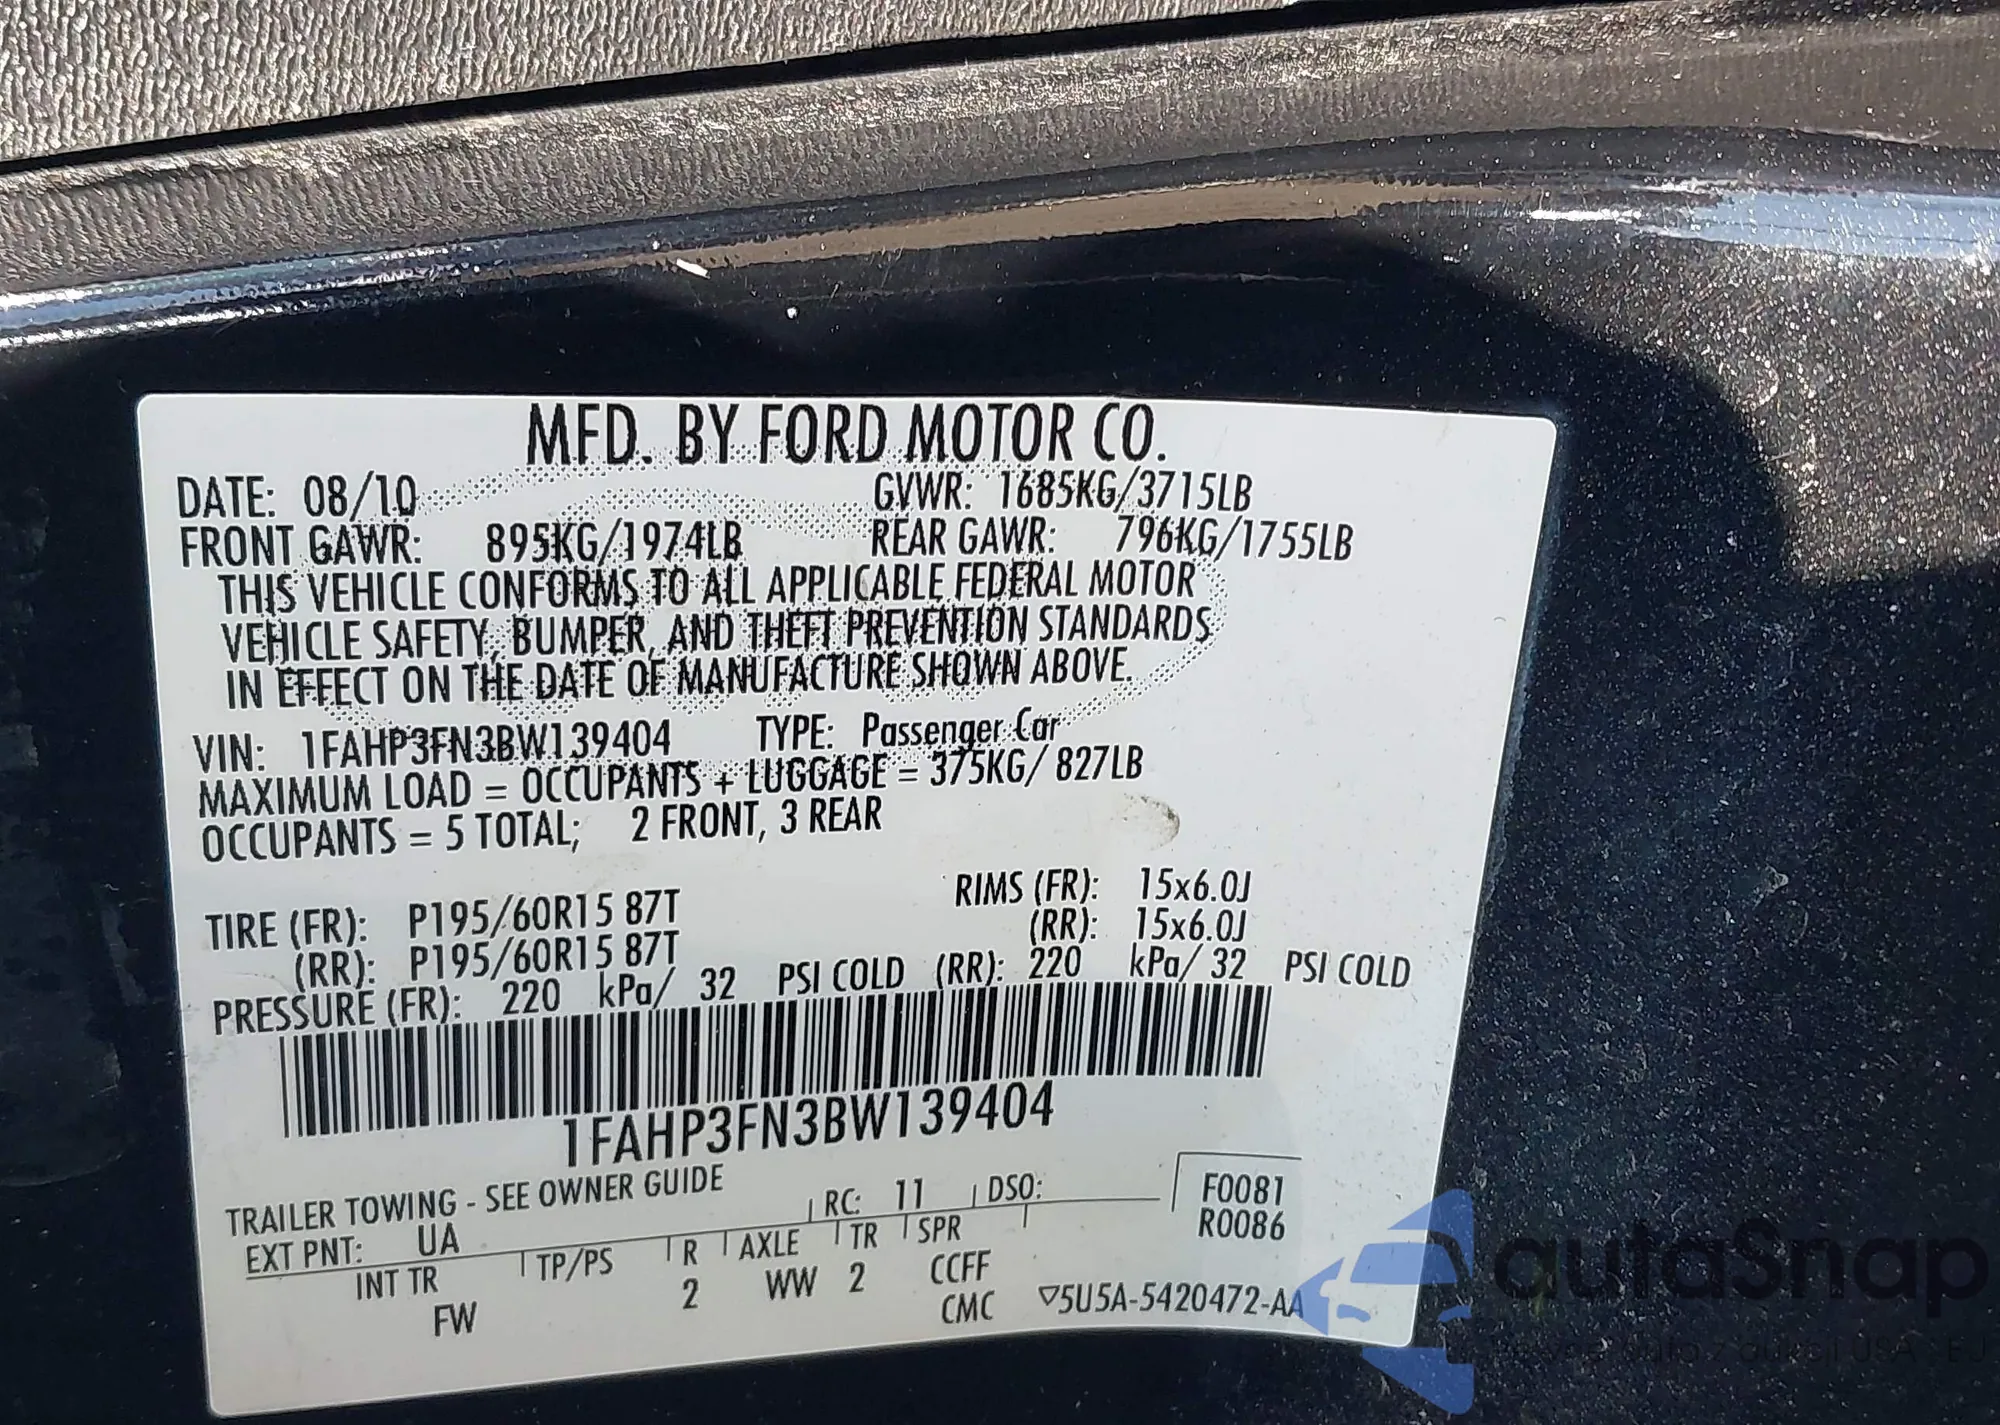 MFD. BY FORD MOTOR CO.
DATE: 08/10 GVWR: 1685KG/3715LB
FRONT GAWR: 895KG/1974LB REAR GAWR: 796KG/1755LB
THIS VEHICLE CONFORMS TO ALL APPLICABLE FEDERAL MOTOR
VEHICLE SAFETY, BUMPER, AND THEFT PREVENTION STANDARDS
IN EFFECT ON THE DATE OF MANUFACTURE SHOWN ABOVE.
VIN: 1FAHP3FN3BW139404 TYPE: Passenger Car
MAXIMUM LOAD = OCCUPANTS + LUGGAGE = 375KG/ 827LB
OCCUPANTS = 5 TOTAL; 2 FRONT, 3 REAR
TIRE (FR): P195/60R15 87T RIMS (FR): 15x6.0J
(RR): P195/60R15 87T (RR): 15x6.0J
PRESSURE (FR): 220 kPa/ 32 PSI COLD (RR): 220 kPa/ 32 PSI COLD
1FAHP3FN3BW139404
TRAILER TOWING - SEE OWNER GUIDE RC: 11 DSO: F0081
EXT PNT: UA R0086
INT TR TP/PS R AXLE TR SPR
FW 2 WW 2 CCFF
CMC ▽5U5A-5420472-AA
autaSnap